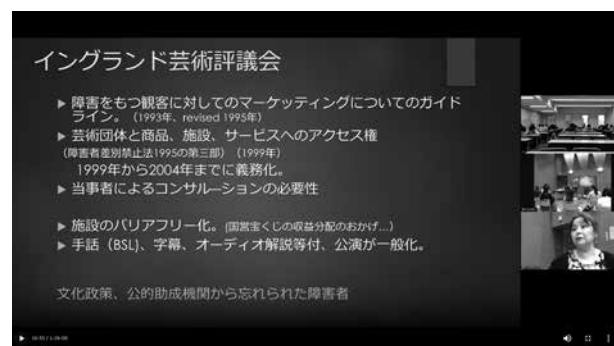 イングランド芸術評議会
▶ 障害をもつ観客に対してのマーケッティングについてのガイド
ライン。（1993年、revised 1995年）
▶ 芸術団体と商品、施設、サービスへのアクセス権
（障害者差別禁止法1995の第三部）（1999年）
1999年から2004年までに義務化。
▶ 当事者によるコンサルーションの必要性
▶ 施設のバリアフリー化。(国営宝くじの収益分配のおかげ…)
▶ 手話（BSL）、字幕、オーディオ解説等付、公演が一般化。
文化政策、公的助成機関から忘れられた障害者